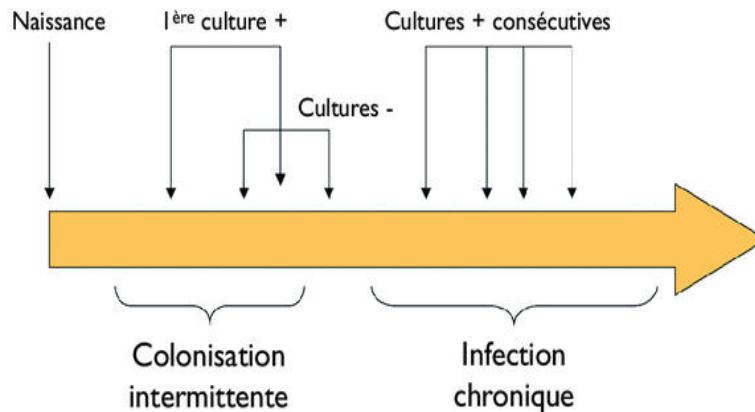 Naissance
1ère culture +
Cultures + consécutives
Cultures -
Colonisation
intermittente
Infection
chronique